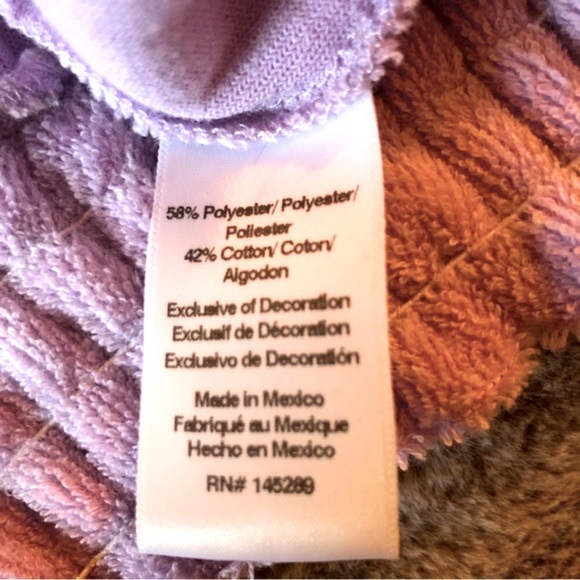 58% Polyester/ Polyester/
Poliester
42% Cotton/ Coton/
Algodon
Exclusive of Decoration
Exclusif de Décoration
Exclusivo de Decoratión
Made in Mexico
Fabriqué au Mexique
Hecho en Mexico
RN# 145289